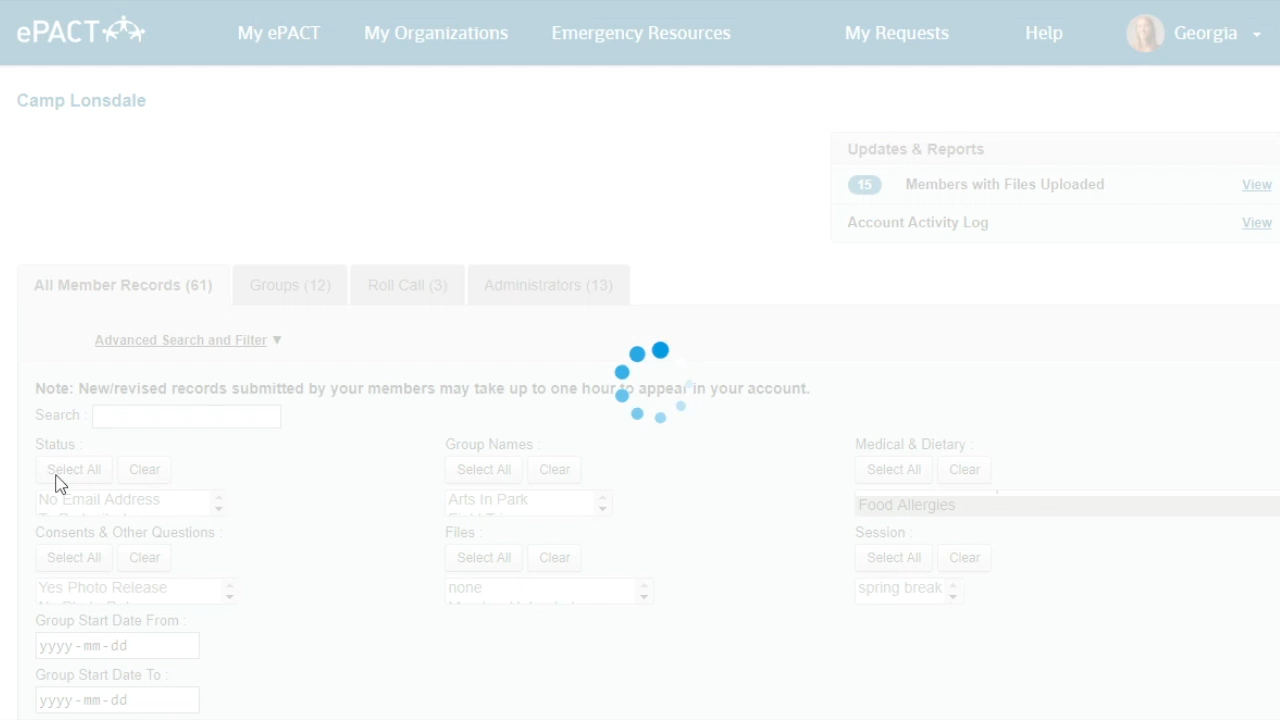 ePACT
My ePACT My Organizations Emergency Resources My Requests Help Georgia
Camp Lonsdale
Updates & Reports
15 Members with Files Uploaded View
Account Activity Log View
All Member Records (61) Groups (12) Roll Call (3) Administrators (13)
Advanced Search and Filter ▼
Note: New/revised records submitted by your members may take up to one hour to appear in your account.
Search :
Status : Group Names : Medical & Dietary :
Select All Clear Select All Clear Select All Clear
No Email Address Arts In Park Food Allergies
Consents & Other Questions : Files : Session :
Select All Clear Select All Clear Select All Clear
Yes Photo Release none spring break
Group Start Date From :
yyyy-mm-dd
Group Start Date To :
yyyy-mm-dd